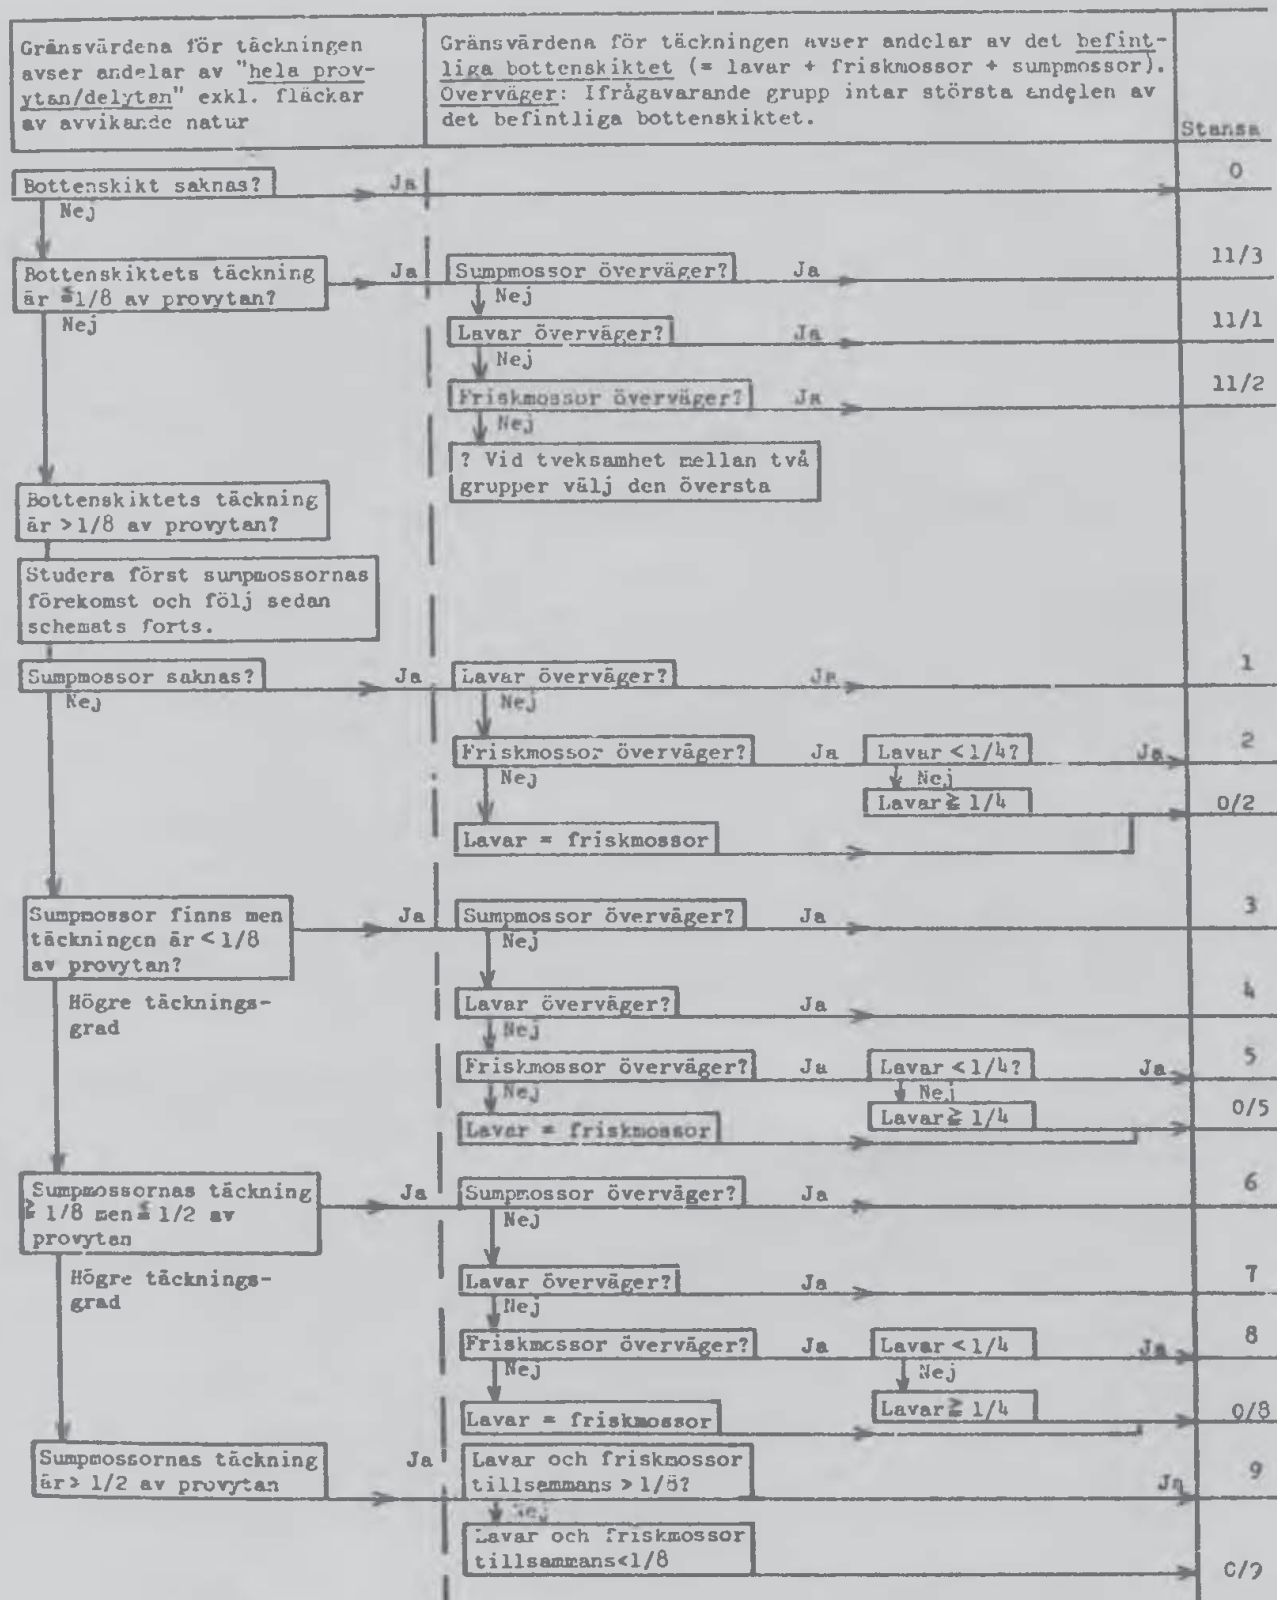 Gränsvärdena för täckningen
avser andelar av "hela prov-
ytan/delytan" exkl. fläckar
av avvikande natur
Gränsvärdena för täckningen avser andelar av det befint-
liga bottenskiktet (= lavar + friskmossor + sumpmossor).
Överväger: Ifrågavarande grupp intar största andelen av
det befintliga bottenskiktet.
Stansa
Bottenskikt saknas? Ja 0
Nej
Bottenskiktets täckning
är ≦1/8 av provytan?
Ja Sumpmossor överväger? Ja 11/3
Nej
Nej
Lavar överväger? Ja 11/1
Nej
Friskmossor överväger? Ja 11/2
Nej
? Vid tveksamhet mellan två
grupper välj den översta
Bottenskiktets täckning
är >1/8 av provytan?
Studera först sumpmossornas
förekomst och följ sedan
schemats forts.
Sumpmossor saknas? Ja Lavar överväger? Ja 1
Nej
Nej
Friskmossor överväger? Ja Lavar <1/4? Ja 2
Nej
Nej
Lavar ≧ 1/4 0/2
Lavar = friskmossor
Sumpmossor finns men
täckningen är < 1/8
av provytan?
Ja Sumpmossor överväger? Ja 3
Nej
Högre täcknings-
grad
Lavar överväger? Ja 4
Nej
Friskmossor överväger? Ja Lavar <1/4? Ja 5
Nej
Nej
Lavar ≧ 1/4 0/5
Lavar = friskmossor
Sumpmossornas täckning
≧ 1/8 men ≦ 1/2 av
provytan
Ja Sumpmossor överväger? Ja 6
Nej
Högre täcknings-
grad
Lavar överväger? Ja 7
Nej
Friskmossor överväger? Ja Lavar <1/4 Ja 8
Nej
Nej
Lavar ≧ 1/4 0/8
Lavar = friskmossor
Sumpmossornas täckning
är > 1/2 av provytan
Ja Lavar och friskmossor
tillsammans > 1/8?
Ja 9
Nej
Lavar och friskmossor
tillsammans<1/8
0/9